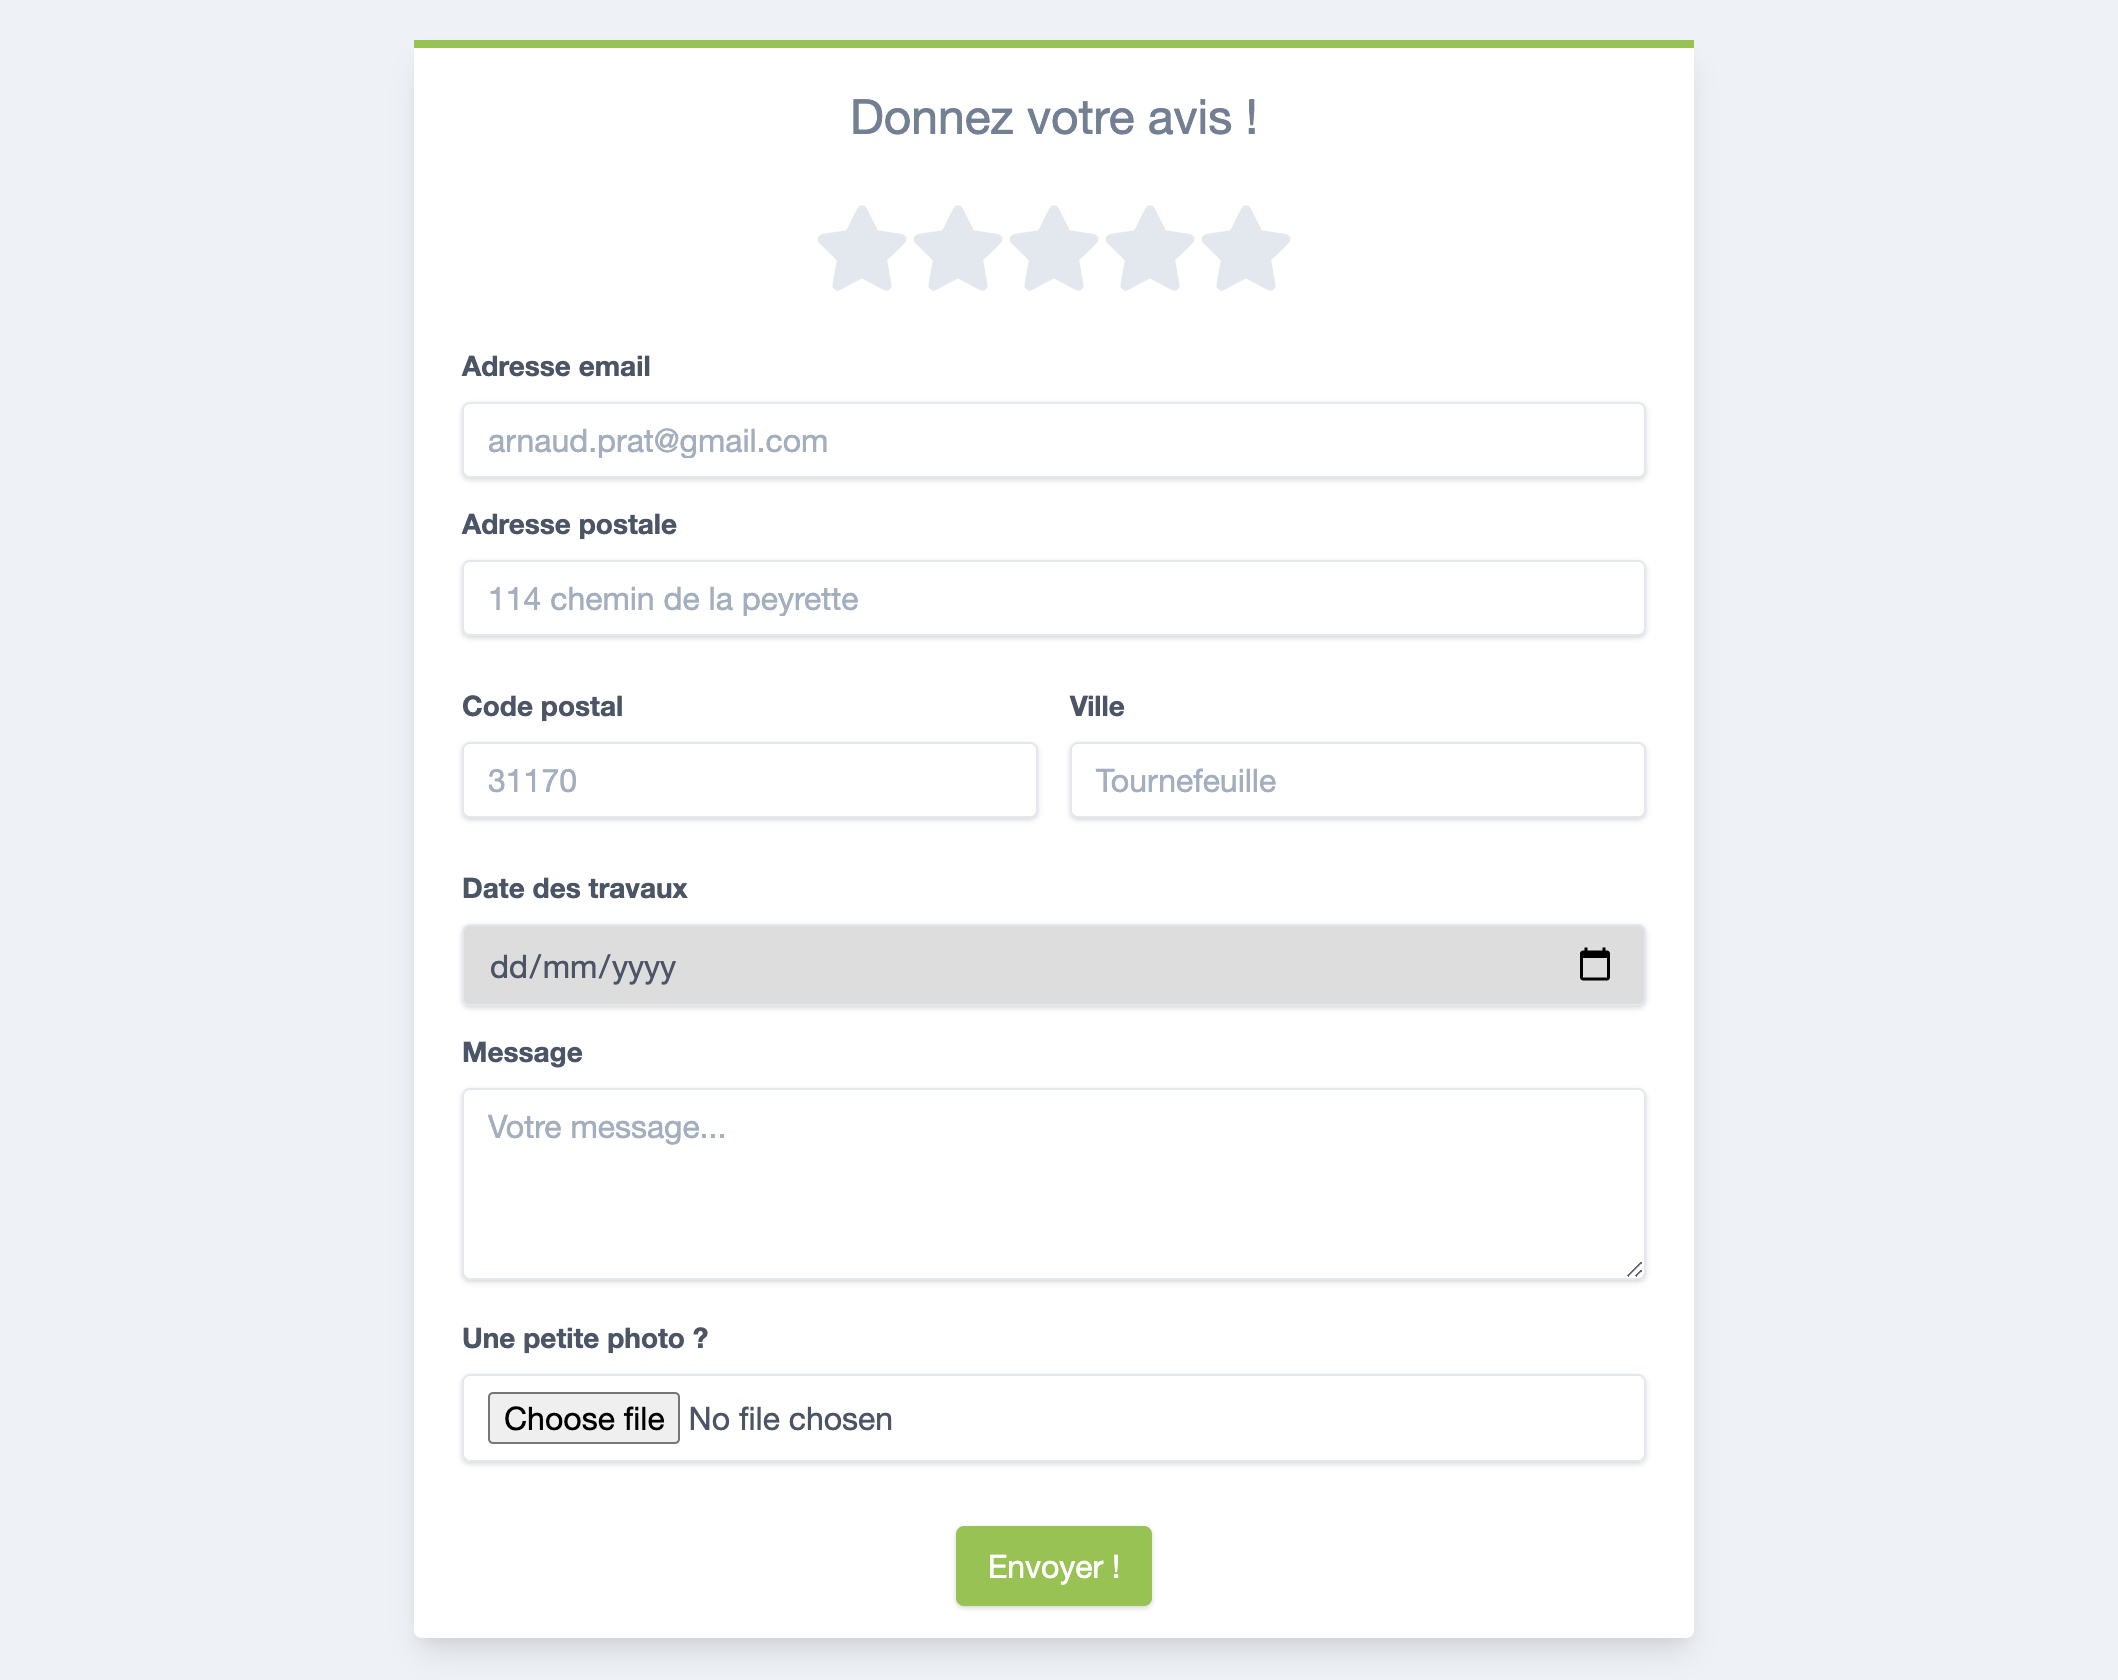 Donnez votre avis !
Adresse email
arnaud.prat@gmail.com
Adresse postale
114 chemin de la peyrette
Code postal
Ville
31170
Tournefeuille
Date des travaux
dd/mm/yyyy
Message
Votre message...
Une petite photo ?
Choose file No file chosen
Envoyer !